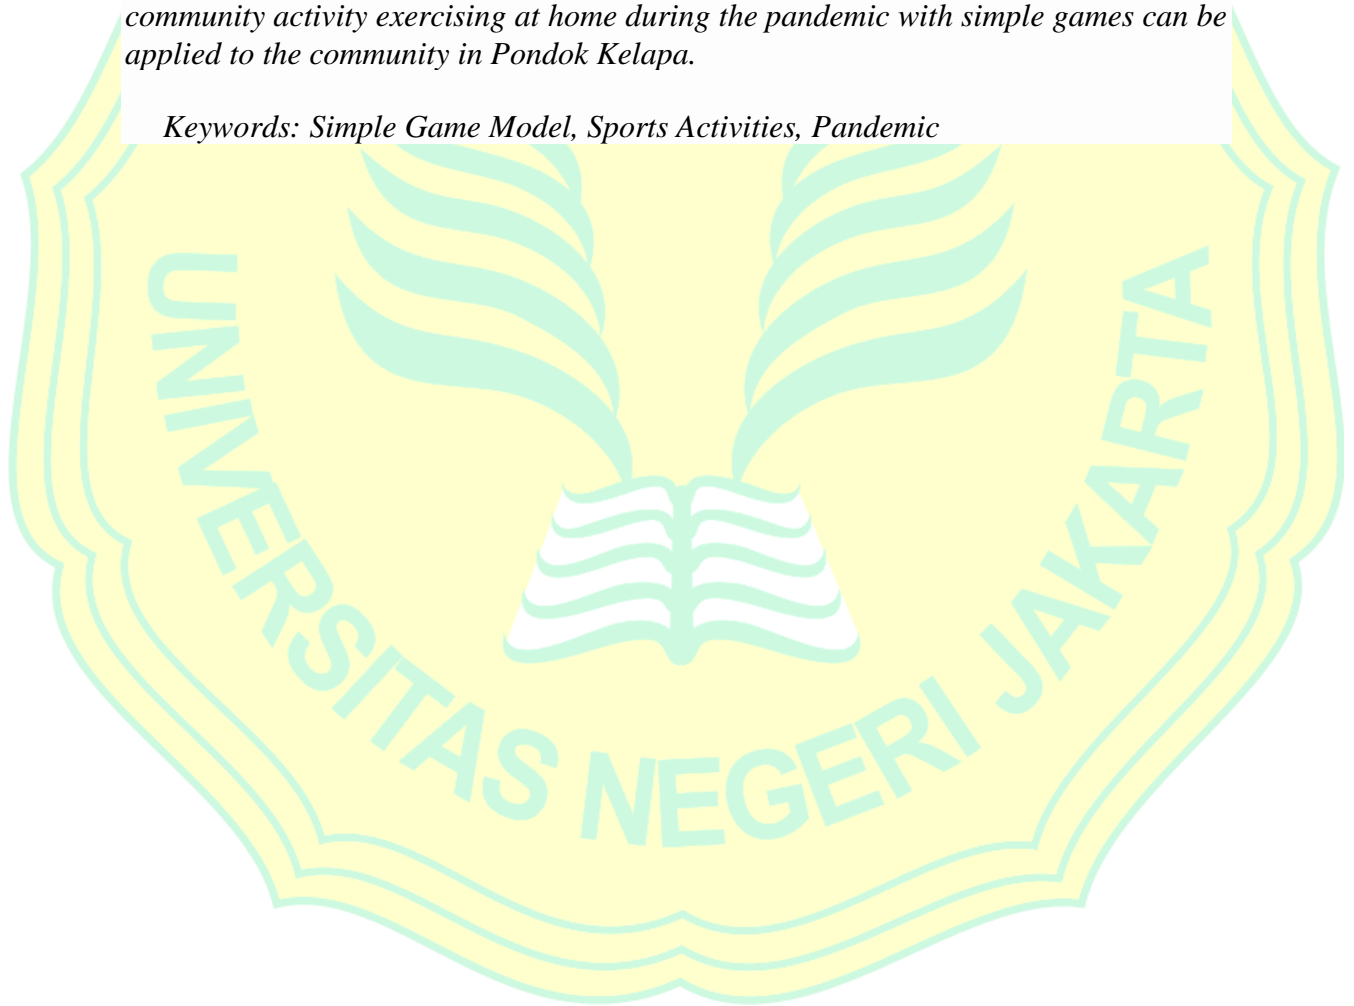 community activity exercising at home during the pandemic with simple games can be
applied to the community in Pondok Kelapa.
Keywords: Simple Game Model, Sports Activities, Pandemic
UNIVERSITAS NEGERI JAKARTA